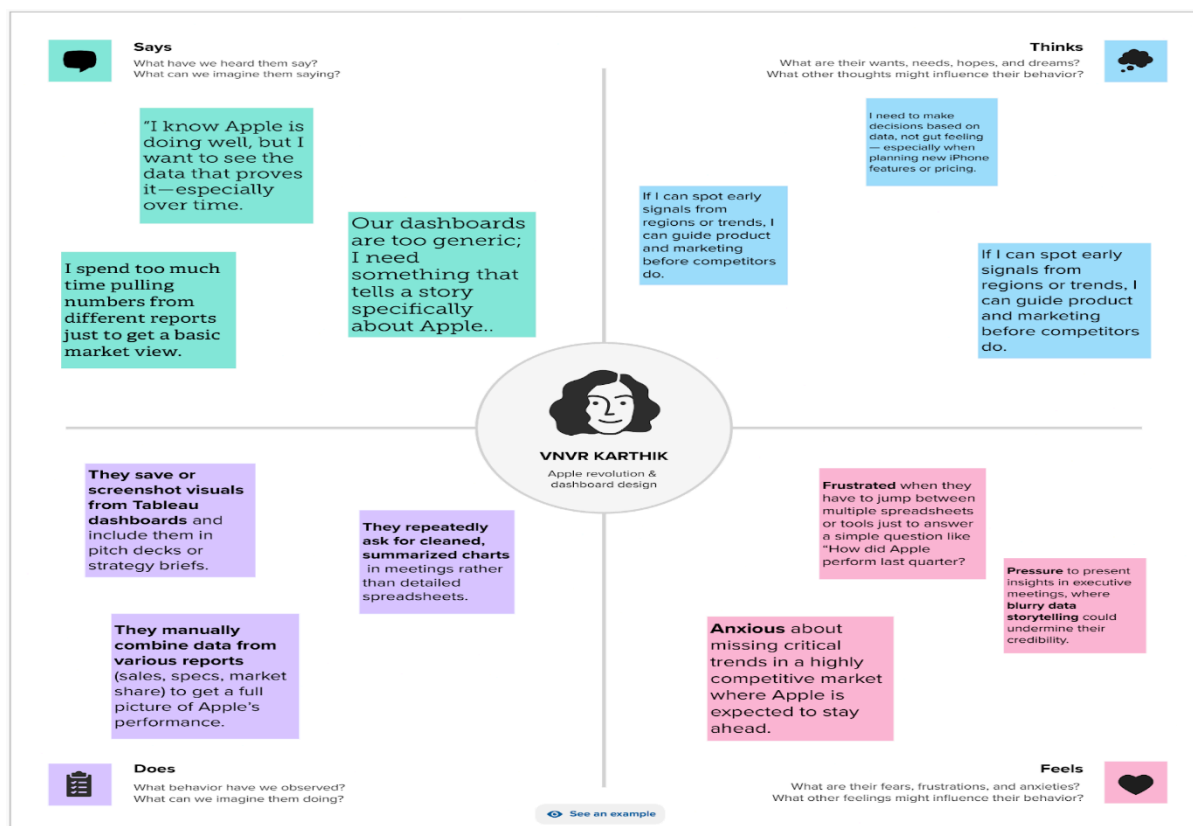 Says
What have we heard them say?
What can we imagine them saying?
"I know Apple is
doing well, but I
want to see the
data that proves
it—especially
over time.
Our dashboards
are too generic;
I need
something that
tells a story
specifically
about Apple..
I spend too much
time pulling
numbers from
different reports
just to get a basic
market view.
Thinks
What are their wants, needs, hopes, and dreams?
What other thoughts might influence their behavior?
I need to make
decisions based on
data, not gut feeling
— especially when
planning new iPhone
features or pricing.
If I can spot early
signals from
regions or trends, I
can guide product
and marketing
before competitors
do.
If I can spot early
signals from
regions or trends, I
can guide product
and marketing
before competitors
do.
VNVR KARTHIK
Apple revolution &
dashboard design
They save or
screenshot visuals
from Tableau
dashboards and
include them in
pitch decks or
strategy briefs.
They repeatedly
ask for cleaned,
summarized charts
in meetings rather
than detailed
spreadsheets.
They manually
combine data from
various reports
(sales, specs, market
share) to get a full
picture of Apple's
performance.
Does
What behavior have we observed?
What can we imagine them doing?
Frustrated when they
have to jump between
multiple spreadsheets
or tools just to answer
a simple question like
"How did Apple
perform last quarter?
Pressure to present
insights in executive
meetings, where
blurry data
storytelling could
undermine their
credibility.
Anxious about
missing critical
trends in a highly
competitive market
where Apple is
expected to stay
ahead.
Feels
What are their fears, frustrations, and anxieties?
What other feelings might influence their behavior?
See an example